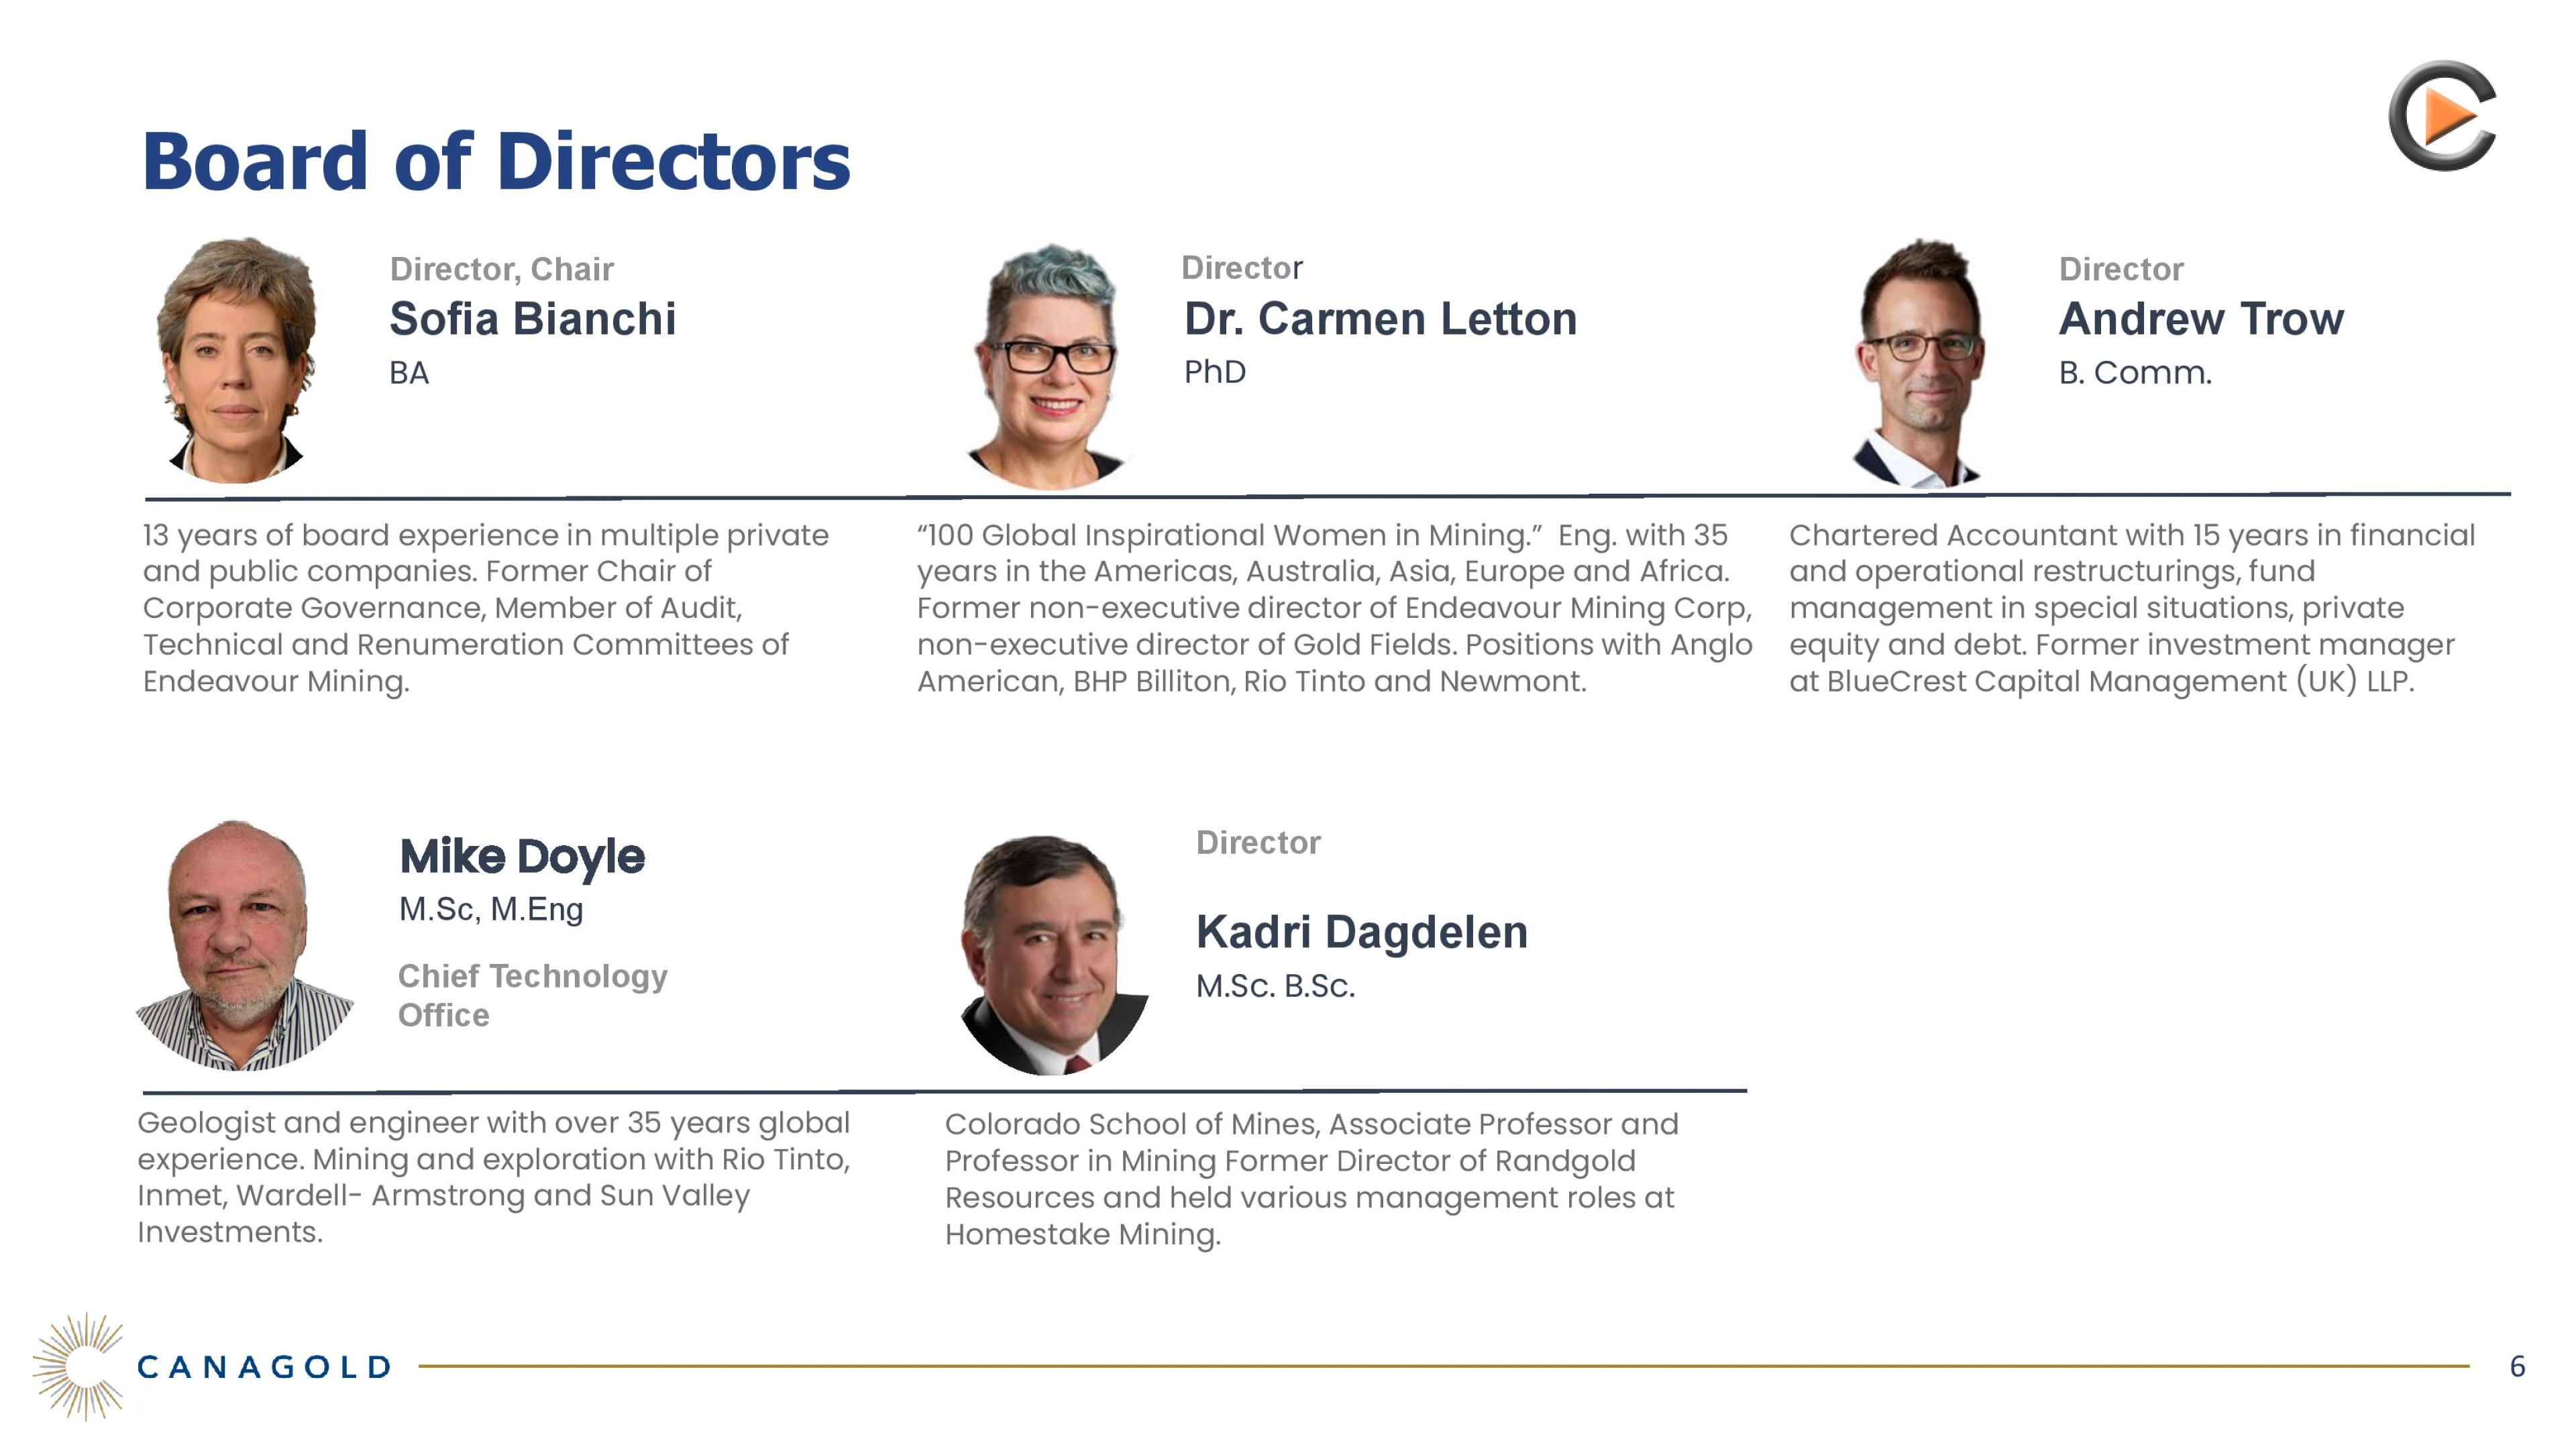 Board of Directors
Director, Chair
Sofia Bianchi
BA
13 years of board experience in multiple private
and public companies. Former Chair of
Corporate Governance, Member of Audit,
Technical and Renumeration Committees of
Endeavour Mining.
Director
Dr. Carmen Letton
PhD
“100 Global Inspirational Women in Mining.” Eng. with 35
years in the Americas, Australia, Asia, Europe and Africa.
Former non-executive director of Endeavour Mining Corp,
non-executive director of Gold Fields. Positions with Anglo
American, BHP Billiton, Rio Tinto and Newmont.
Director
Andrew Trow
B. Comm.
Chartered Accountant with 15 years in financial
and operational restructurings, fund
management in special situations, private
equity and debt. Former investment manager
at BlueCrest Capital Management (UK) LLP.
Mike Doyle
M.Sc, M.Eng
Chief Technology
Office
Geologist and engineer with over 35 years global
experience. Mining and exploration with Rio Tinto,
Inmet, Wardell- Armstrong and Sun Valley
Investments.
Director
Kadri Dagdelen
M.Sc. B.Sc.
Colorado School of Mines, Associate Professor and
Professor in Mining Former Director of Randgold
Resources and held various management roles at
Homestake Mining.
CANAGOLD
6